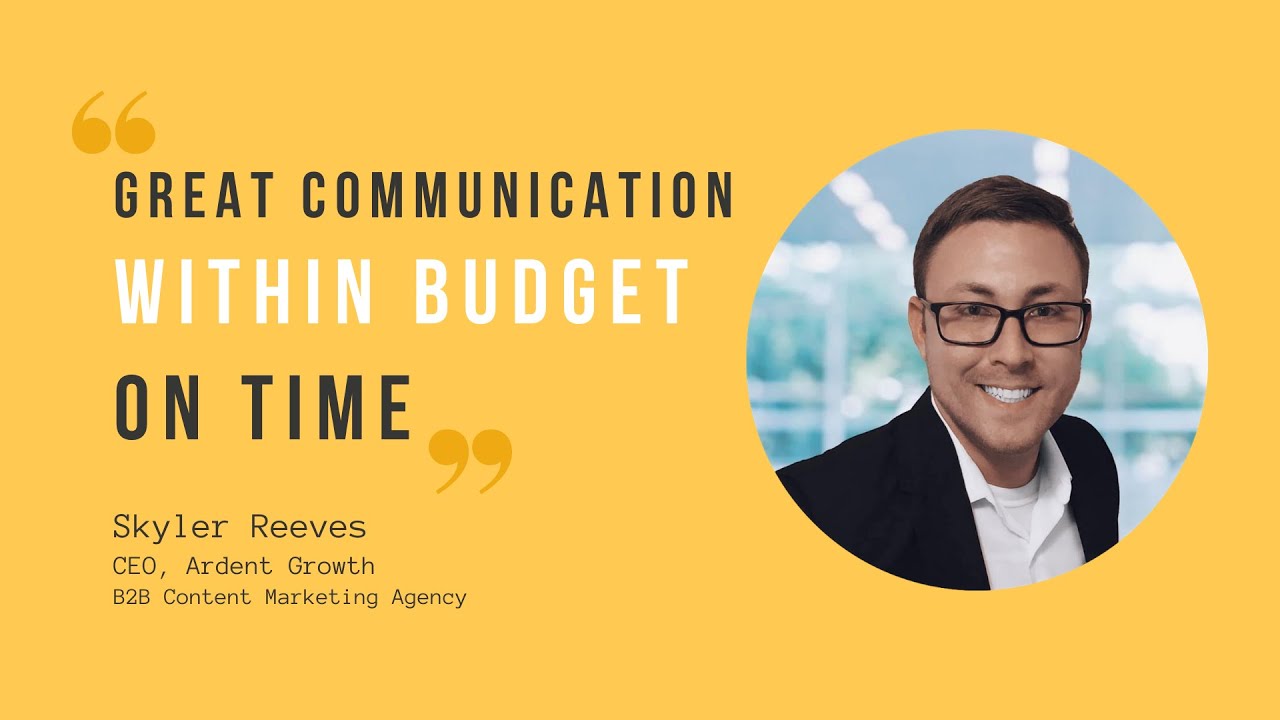 “
GREAT COMMUNICATION
WITHIN BUDGET
ON TIME
”
Skyler Reeves
CEO, Ardent Growth
B2B Content Marketing Agency